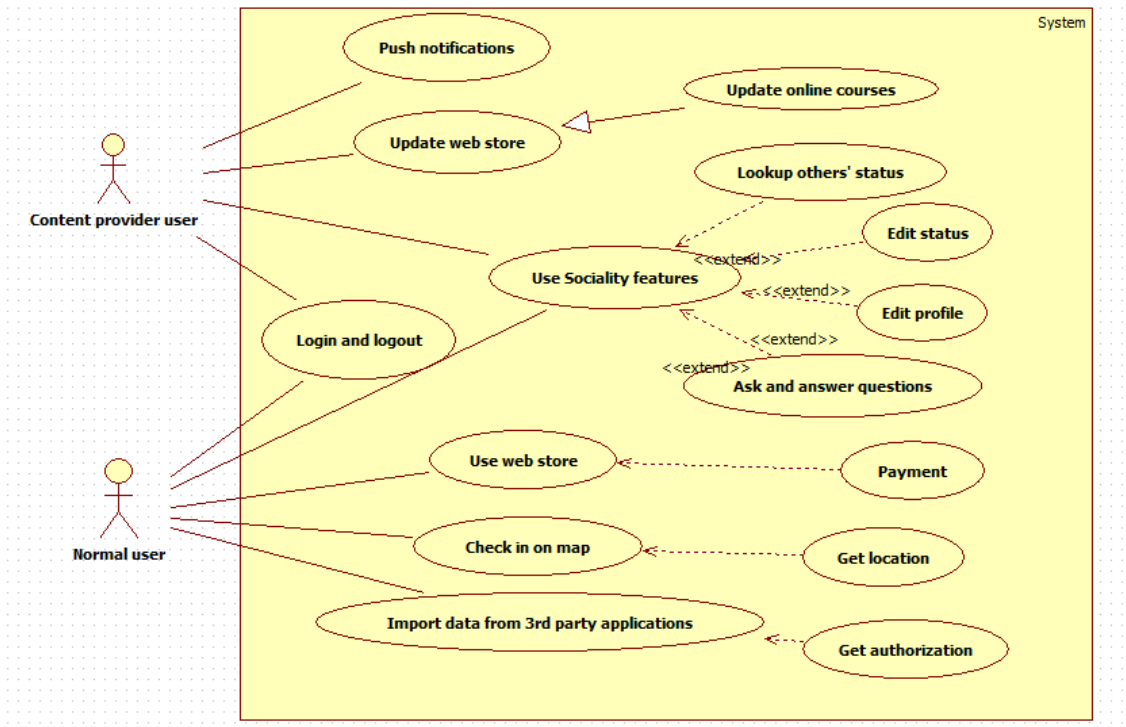 System
Push notifications
Update online courses
Update web store
Lookup others' status
Content provider user
Edit status
<<extend>>
Use Sociality features
<<extend>>
Edit profile
Login and logout
<<extend>>
<<extend>>
Ask and answer questions
Use web store
Payment
Normal user
Check in on map
Get location
Import data from 3rd party applications
Get authorization